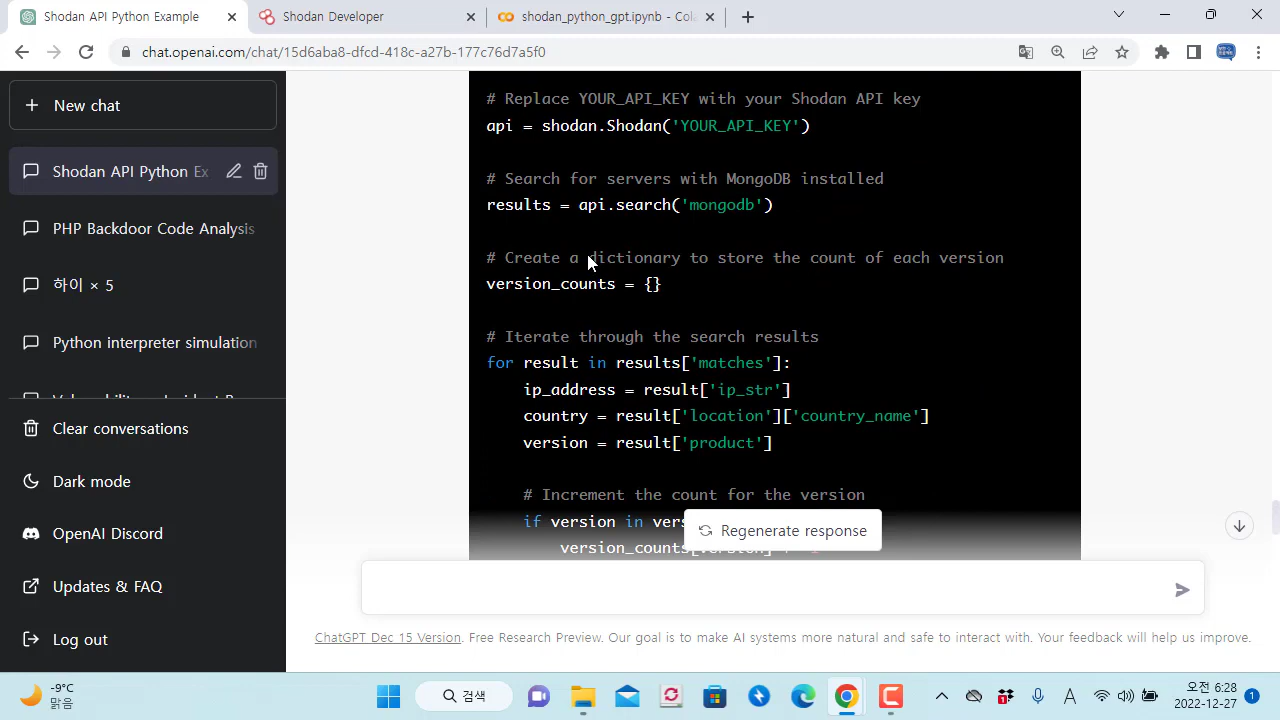 Shodan API Python Example
Shodan Developer
shodan_python_gpt.ipynb - Cola
chat.openai.com/chat/15d6aba8-dfcd-418c-a27b-177c76d7a5f0
New chat
Shodan API Python Ex
PHP Backdoor Code Analysis
하이 × 5
Python interpreter simulation
Clear conversations
Dark mode
OpenAI Discord
Updates & FAQ
Log out
# Replace YOUR_API_KEY with your Shodan API key
api = shodan.Shodan('YOUR_API_KEY')
# Search for servers with MongoDB installed
results = api.search('mongodb')
# Create a dictionary to store the count of each version
version_counts = {}
# Iterate through the search results
for result in results['matches']:
    ip_address = result['ip_str']
    country = result['location']['country_name']
    version = result['product']
    # Increment the count for the version
    if version in vers
        version_counts[version]
Regenerate response
ChatGPT Dec 15 Version. Free Research Preview. Our goal is to make AI systems more natural and safe to interact with. Your feedback will help us improve.
-9°C
맑음
검색
A
오전 6:28
2022-12-27
1
1